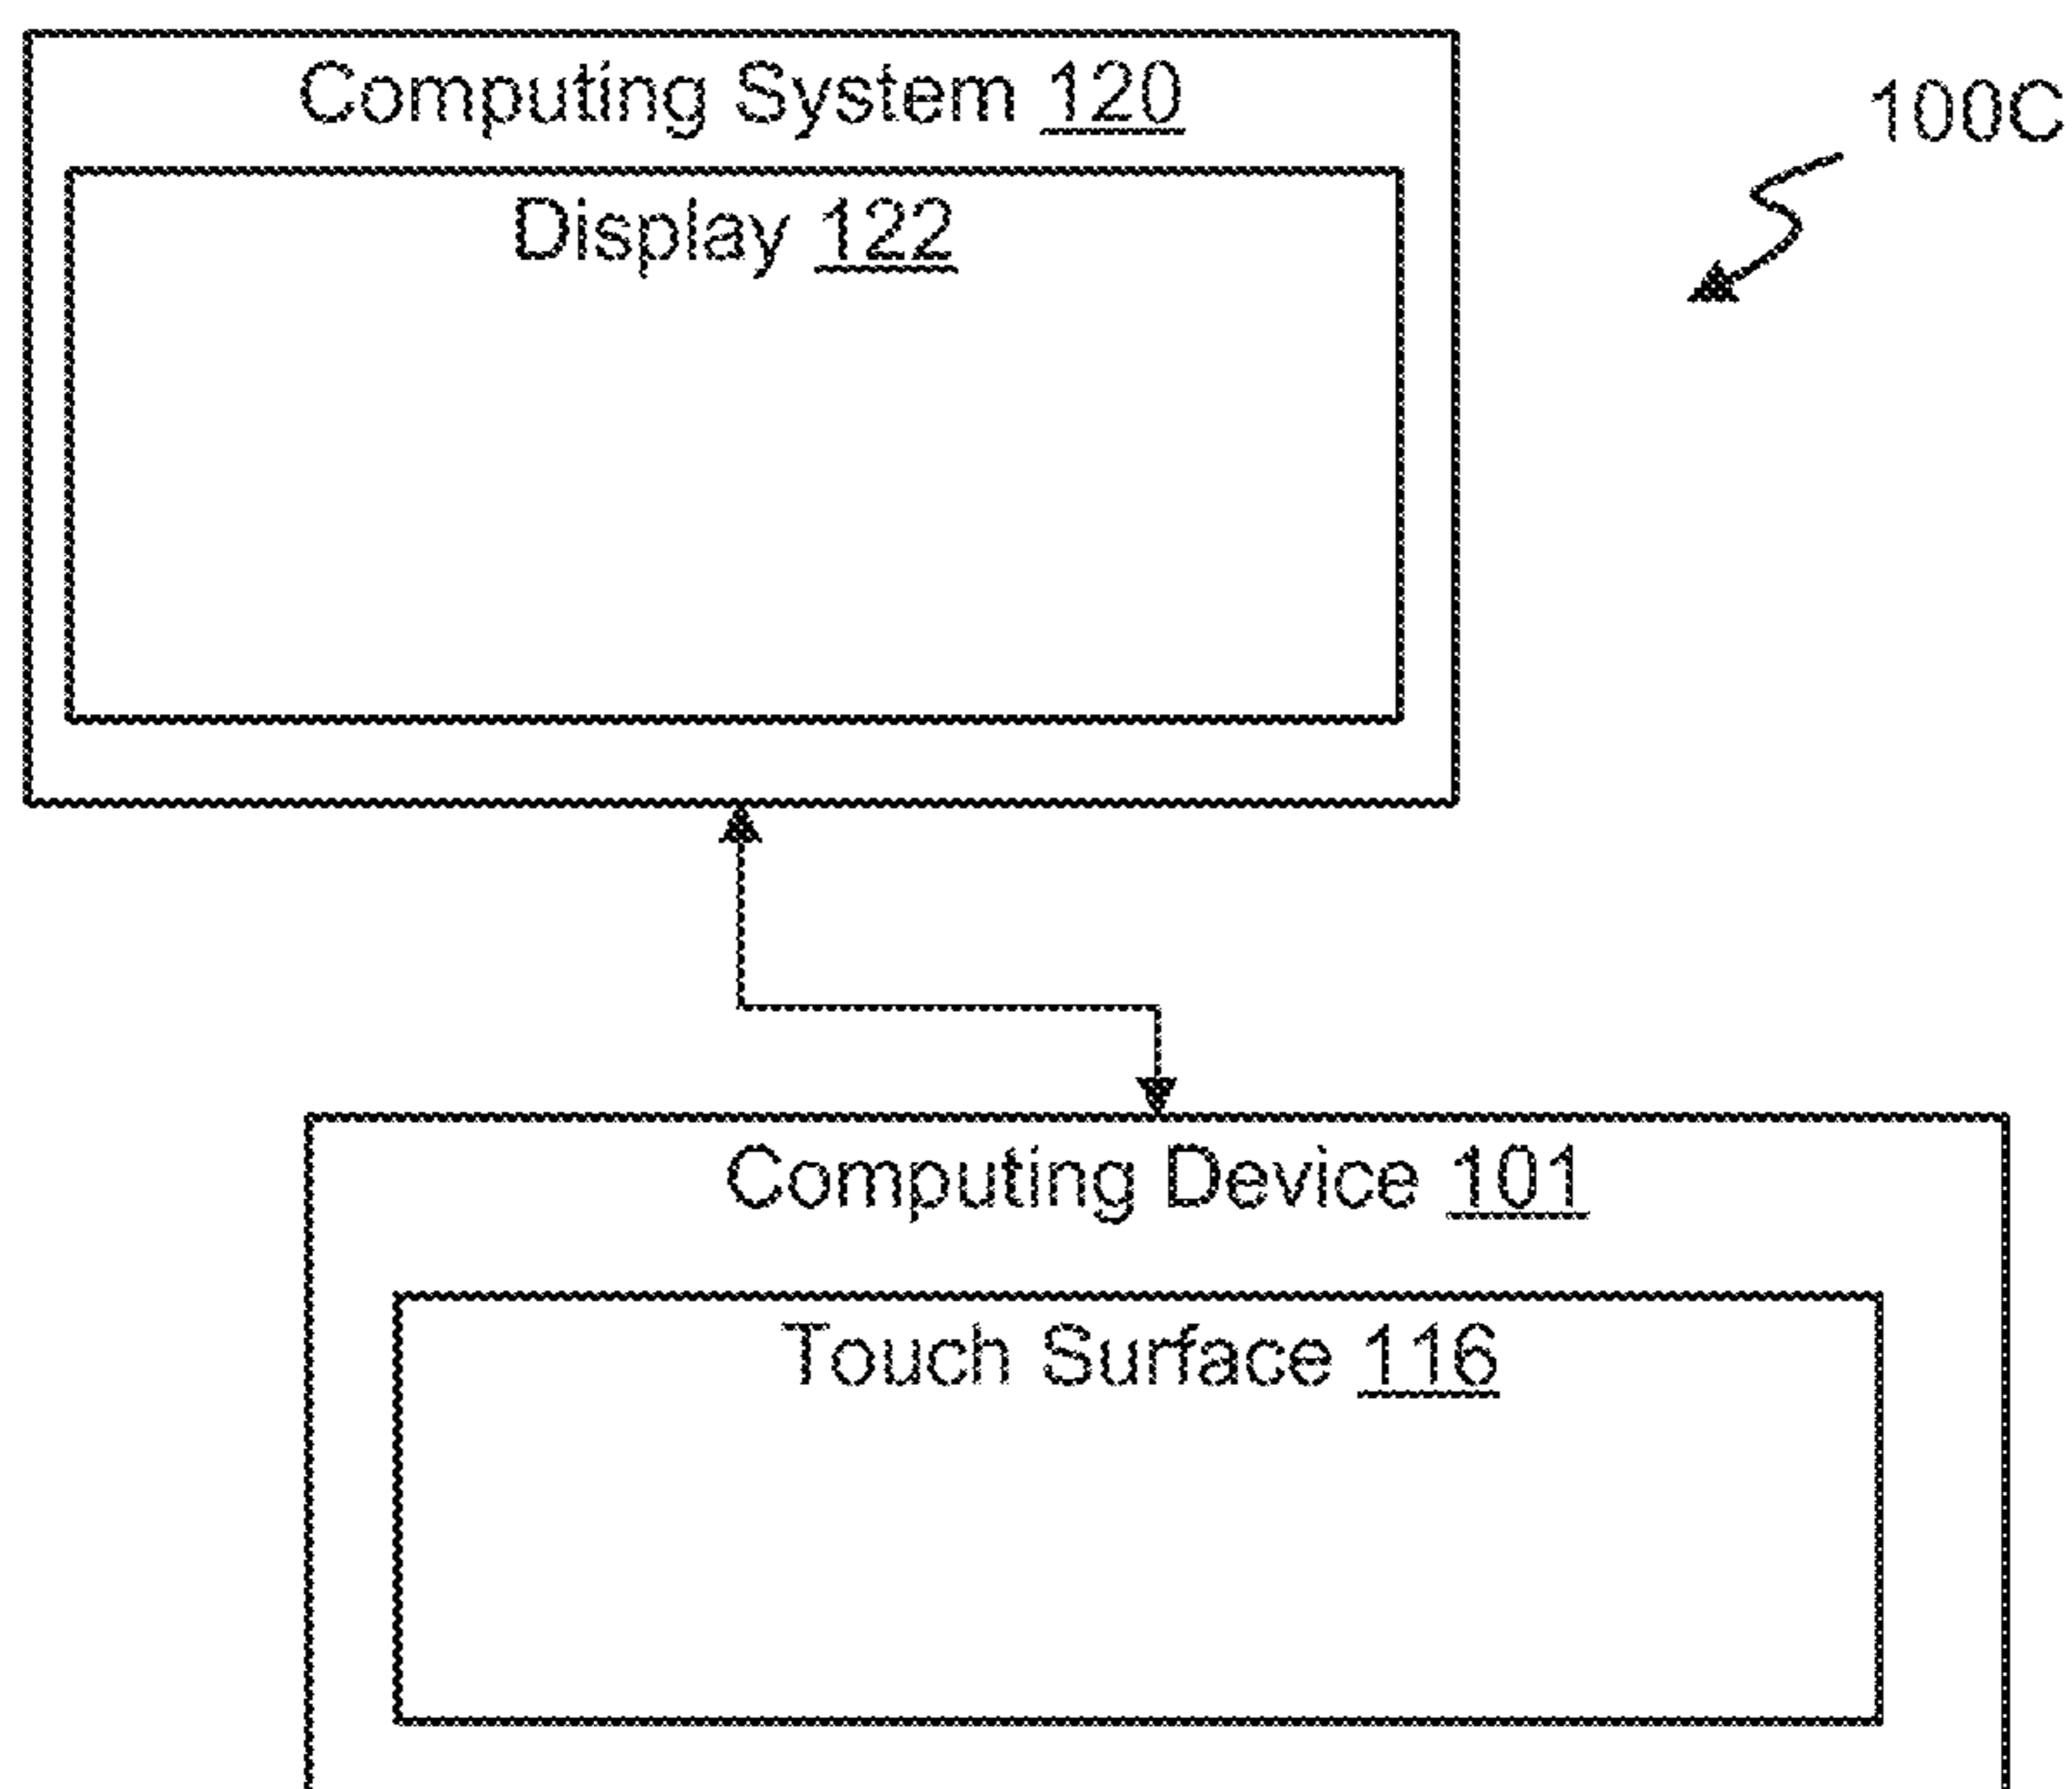 Computing System 120
100C
Display 122
Computing Device 101
Touch Surface 116